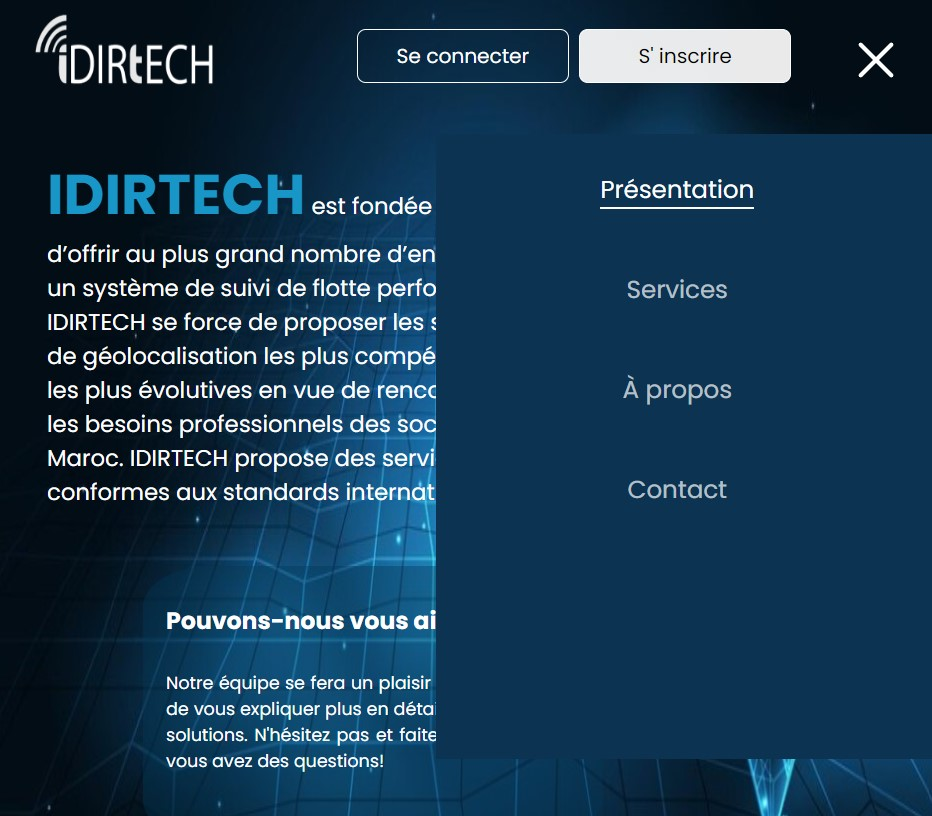 iDIRtECH
Se connecter
S' inscrire
Présentation
Services
À propos
Contact
IDIRTECH est fondée
d'offrir au plus grand nombre d'en
un système de suivi de flotte perfo
IDIRTECH se force de proposer les s
de géolocalisation les plus compé
les plus évolutives en vue de renco
les besoins professionnels des soc
Maroc. IDIRTECH propose des servi
conformes aux standards internat
Pouvons-nous vous ai
Notre équipe se fera un plaisir
de vous expliquer plus en détai
solutions. N'hésitez pas et faite
vous avez des questions!